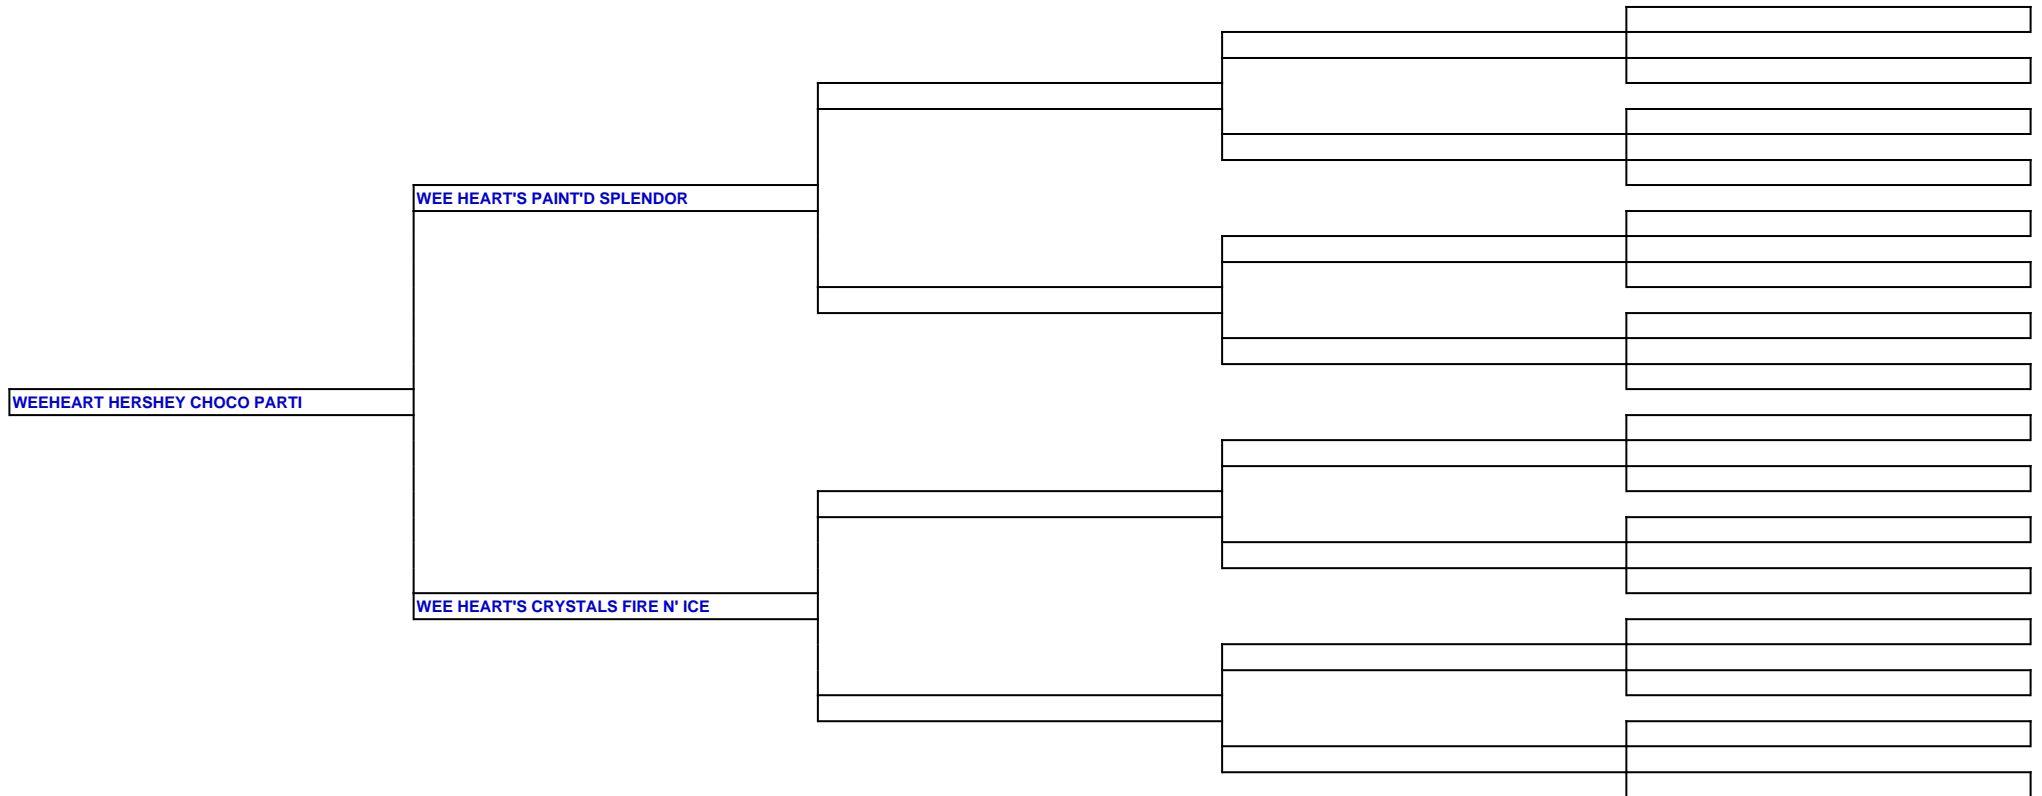 WEE HEART'S PAINT'D SPLENDOR
WEEHEART HERSHEY CHOCO PARTI
WEE HEART'S CRYSTALS FIRE N' ICE